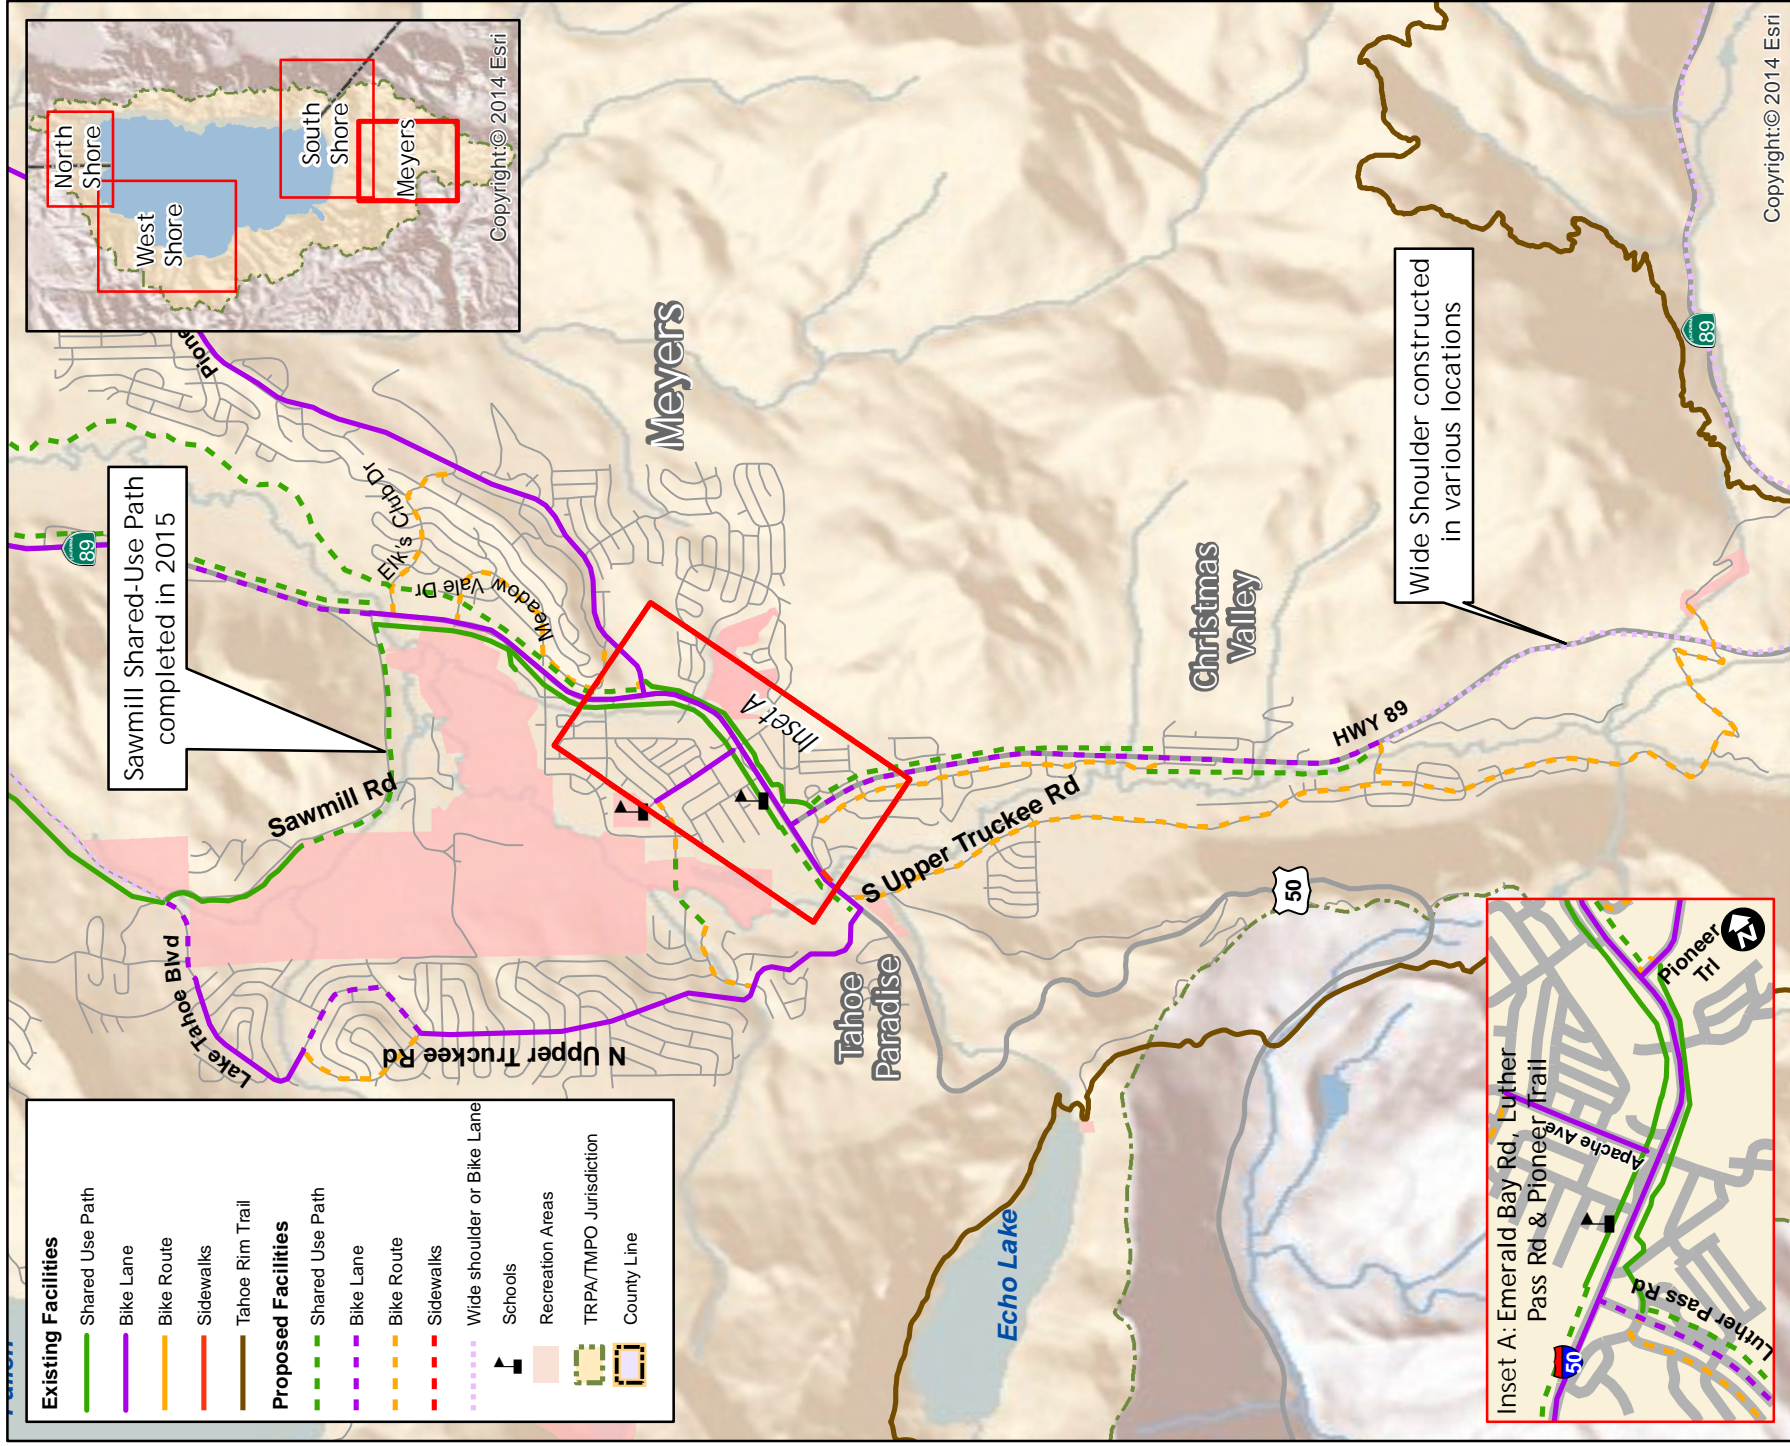 North
Shore
West
Shore
South
Shore
Meyers
Copyright:© 2014 Esri
Sawmill Shared-Use Path
completed in 2015
89
Elk's Club Dr
Meadow Vale Dr
Meyers
Sawmill Rd
Lake Tahoe Blvd
N Upper Truckee Rd
Inset A
Tahoe
Paradise
S Upper Truckee Rd
Christmas
Valley
HWY 89
50
Echo Lake
Wide Shoulder constructed
in various locations
89
Copyright:© 2014 Esri
Existing Facilities
Shared Use Path
Bike Lane
Bike Route
Sidewalks
Tahoe Rim Trail
Proposed Facilities
Shared Use Path
Bike Lane
Bike Route
Sidewalks
Wide shoulder or Bike Lane
Schools
Recreation Areas
TRPA/TMPO Jurisdiction
County Line
Inset A: Emerald Bay Rd, Luther
Pass Rd & Pioneer Trail
Apache Ave
Pioneer
Trl
Luther Pass Rd
50
N